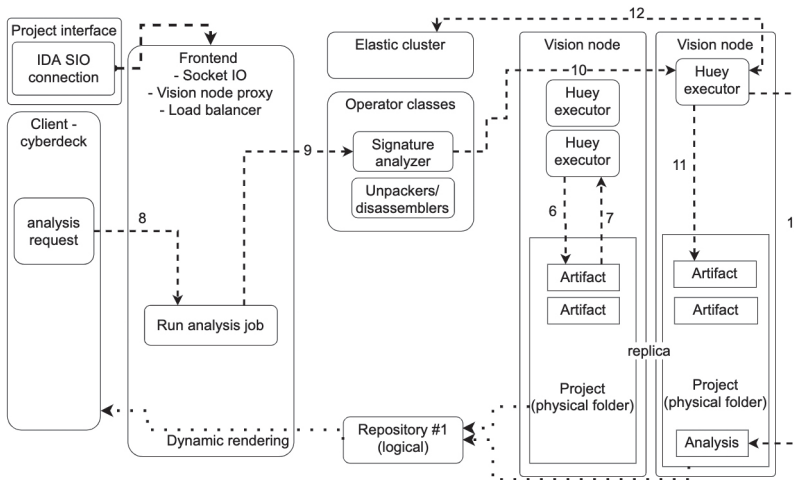 Project interface
IDA SIO
connection
Client -
cyberdeck
analysis
request
8
Frontend
- Socket IO
- Vision node proxy
- Load balancer
Run analysis job
Dynamic rendering
9
Elastic cluster
Operator classes
Signature
analyzer
Unpackers/
disassemblers
Repository #1
(logical)
10
12
Vision node
Huey
executor
Huey
executor
6
7
Artifact
Artifact
Project
(physical folder)
replica
Vision node
Huey
executor
11
Artifact
Artifact
Project
(physical folder)
Analysis